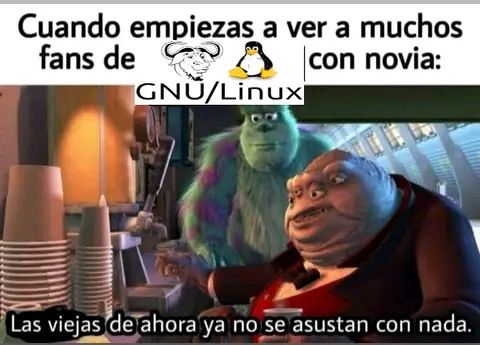 Cuando empiezas a ver a muchos
fans de GNU/Linux con novia:
Las viejas de ahora ya no se asustan con nada.